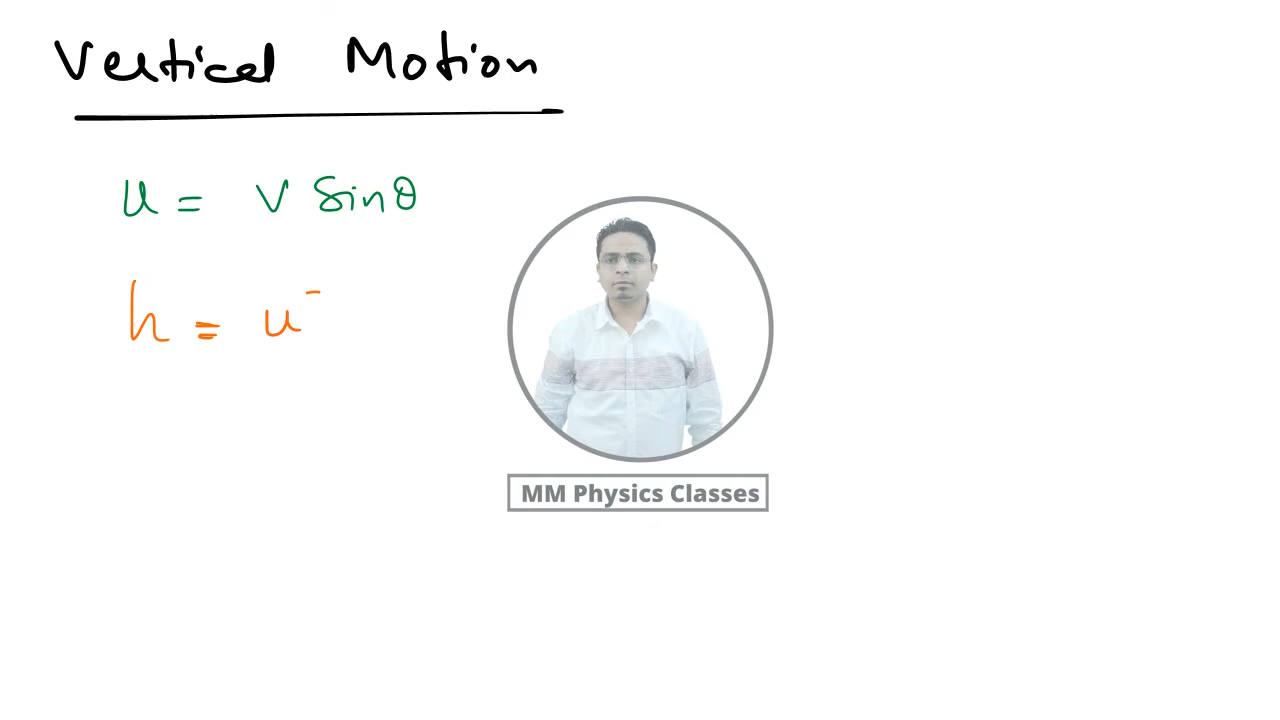 Vertical Motion
u = v Sinθ
h = u
MM Physics Classes